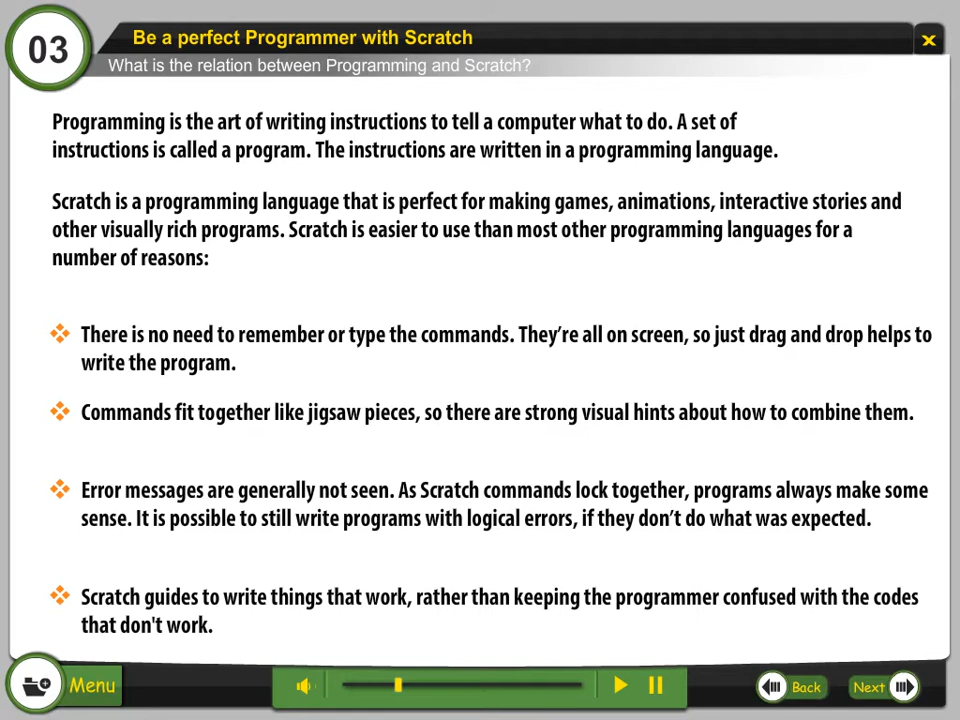 03
Be a perfect Programmer with Scratch
x
What is the relation between Programming and Scratch?
Programming is the art of writing instructions to tell a computer what to do. A set of
instructions is called a program. The instructions are written in a programming language.
Scratch is a programming language that is perfect for making games, animations, interactive stories and
other visually rich programs. Scratch is easier to use than most other programming languages for a
number of reasons:
There is no need to remember or type the commands. They're all on screen, so just drag and drop helps to
write the program.
Commands fit together like jigsaw pieces, so there are strong visual hints about how to combine them.
Error messages are generally not seen. As Scratch commands lock together, programs always make some
sense. It is possible to still write programs with logical errors, if they don't do what was expected.
Scratch guides to write things that work, rather than keeping the programmer confused with the codes
that don't work.
Menu
Back
Next